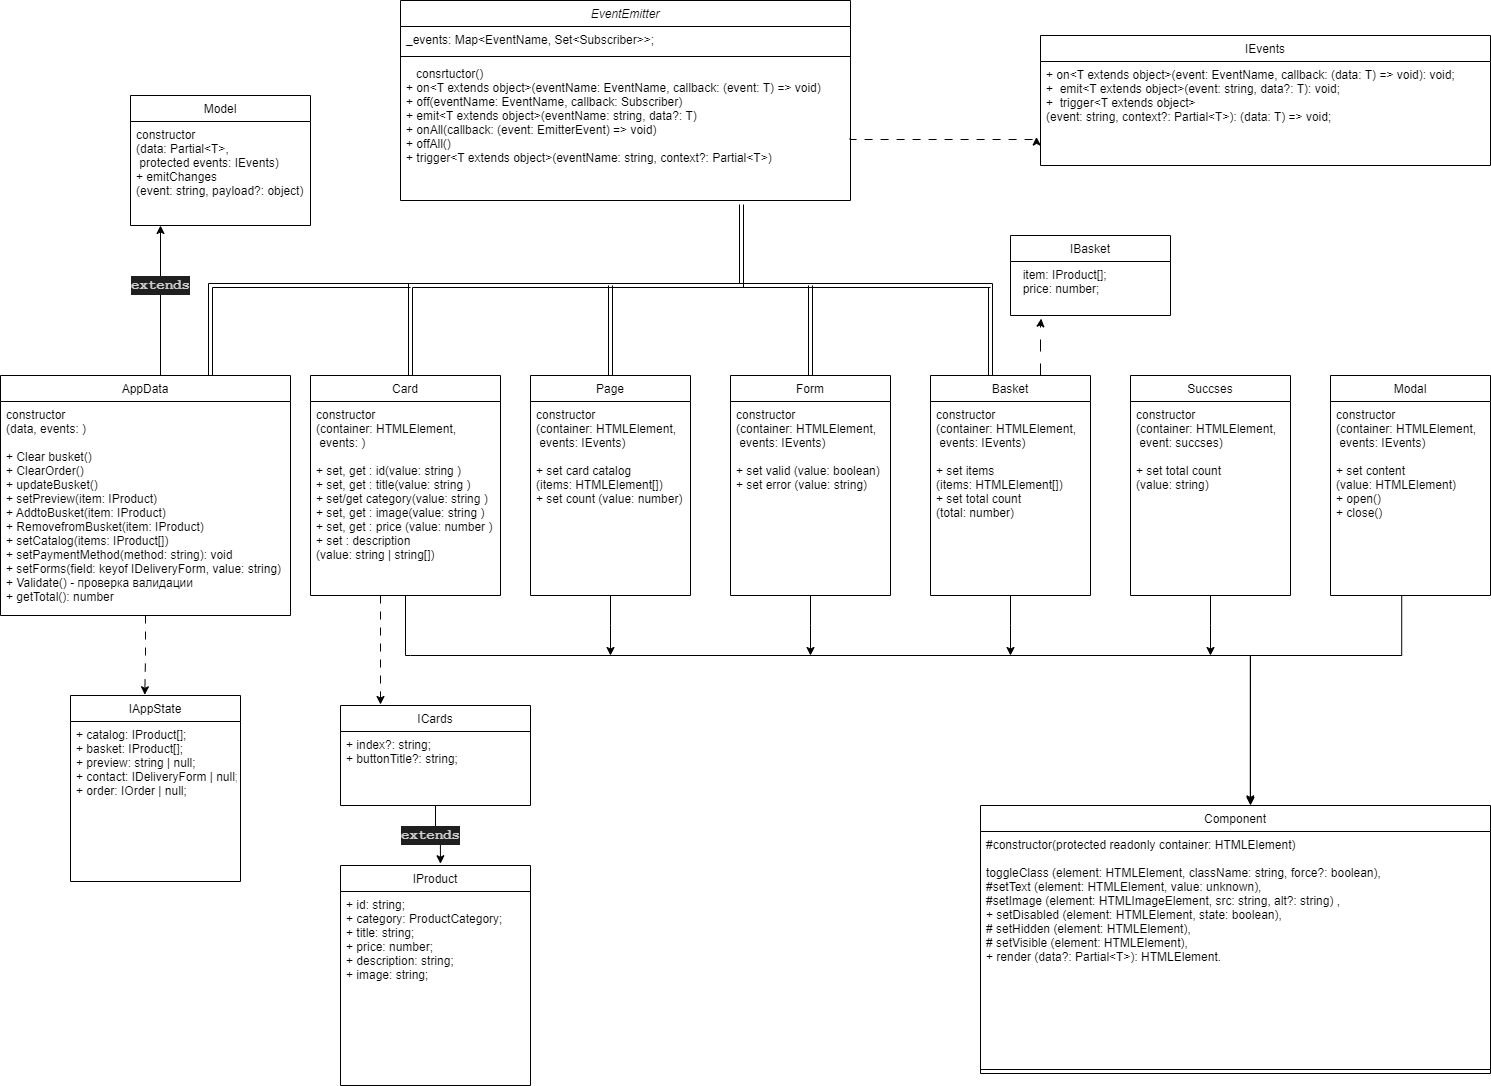 EventEmitter
_events: Map<EventName, Set<Subscriber>>;
consrtuctor()
+ on<T extends object>(eventName: EventName, callback: (event: T) => void)
+ off(eventName: EventName, callback: Subscriber)
+ emit<T extends object>(eventName: string, data?: T)
+ onAll(callback: (event: EmitterEvent) => void)
+ offAll()
+ trigger<T extends object>(eventName: string, context?: Partial<T>)
IEvents
+ on<T extends object>(event: EventName, callback: (data: T) => void): void;
+ emit<T extends object>(event: string, data?: T): void;
+ trigger<T extends object>
(event: string, context?: Partial<T>): (data: T) => void;
Model
constructor
(data: Partial<T>,
protected events: IEvents)
+ emitChanges
(event: string, payload?: object)
extends
IBasket
item: IProduct[];
price: number;
AppData
constructor
(data, events: )
+ Clear busket()
+ ClearOrder()
+ updateBusket()
+ setPreview(item: IProduct)
+ AddtoBusket(item: IProduct)
+ RemovefromBusket(item: IProduct)
+ setCatalog(items: IProduct[])
+ setPaymentMethod(method: string): void
+ setForms(field: keyof IDeliveryForm, value: string)
+ Validate() - проверка валидации
+ getTotal(): number
Card
constructor
(container: HTMLElement,
events: )
+ set, get : id(value: string )
+ set, get : title(value: string )
+ set/get category(value: string )
+ set, get : image(value: string )
+ set, get : price (value: number )
+ set : description
(value: string | string[])
Page
constructor
(container: HTMLElement,
events: IEvents)
+ set card catalog
(items: HTMLElement[])
+ set count (value: number)
Form
constructor
(container: HTMLElement,
events: IEvents)
+ set valid (value: boolean)
+ set error (value: string)
Basket
constructor
(container: HTMLElement,
events: IEvents)
+ set items
(items: HTMLElement[])
+ set total count
(total: number)
Succses
constructor
(container: HTMLElement,
event: succses)
+ set total count
(value: string)
Modal
constructor
(container: HTMLElement,
events: IEvents)
+ set content
(value: HTMLElement)
+ open()
+ close()
IAppState
+ catalog: IProduct[];
+ basket: IProduct[];
+ preview: string | null;
+ contact: IDeliveryForm | null;
+ order: IOrder | null;
ICards
+ index?: string;
+ buttonTitle?: string;
extends
IProduct
+ id: string;
+ category: ProductCategory;
+ title: string;
+ price: number;
+ description: string;
+ image: string;
Component
#constructor(protected readonly container: HTMLElement)
toggleClass (element: HTMLElement, className: string, force?: boolean),
#setText (element: HTMLElement, value: unknown),
#setImage (element: HTMLImageElement, src: string, alt?: string) ,
+ setDisabled (element: HTMLElement, state: boolean),
# setHidden (element: HTMLElement),
# setVisible (element: HTMLElement),
+ render (data?: Partial<T>): HTMLElement.